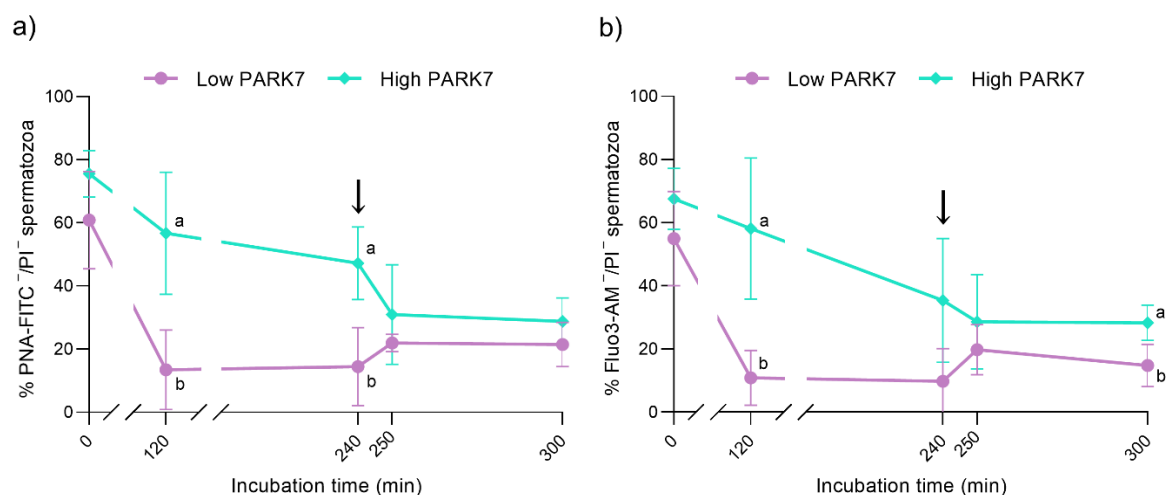 a)
Low PARK7 High PARK7
% PNA-FITC⁻/PI⁻ spermatozoa
100
80
60
40
20
0
a
a
b
b
0 120 240 250 300
Incubation time (min)
b)
Low PARK7 High PARK7
% Fluo3-AM⁻/PI⁻ spermatozoa
100
80
60
40
20
0
a
a
b
b
0 120 240 250 300
Incubation time (min)